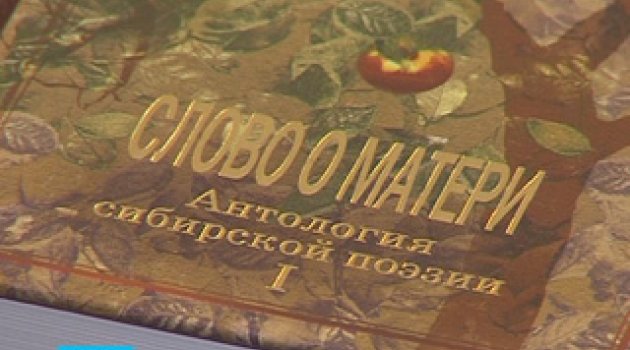 СЛОВО О МАТЕРИ
Антология
сибирской поэзии
I